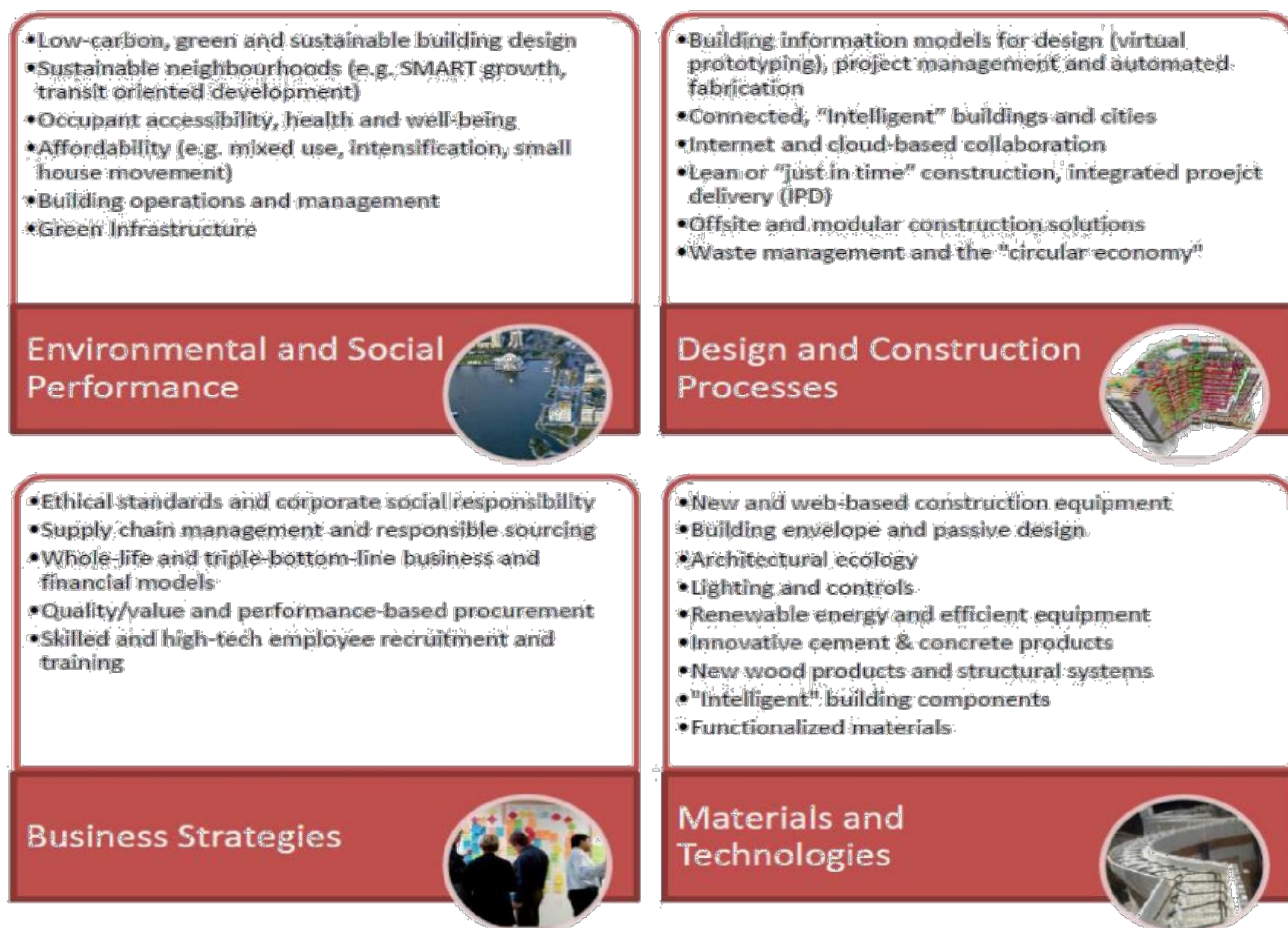 •Low-carbon, green and sustainable building design
•Sustainable neighbourhoods (e.g. SMART growth,
transit oriented development)
•Occupant accessibility, health and well-being
•Affordability (e.g. mixed use, intensification, small
house movement)
•Building operations and management
•Green Infrastructure
Environmental and Social
Performance
•Building information models for design (virtual
prototyping), project management and automated
fabrication
•Connected, “Intelligent” buildings and cities
•Internet and cloud-based collaboration
•Lean or “just in time” construction, integrated proejct
delivery (IPD)
•Offsite and modular construction solutions
•Waste management and the "circular economy"
Design and Construction
Processes
•Ethical standards and corporate social responsibility
•Supply chain management and responsible sourcing
•Whole-life and triple-bottom-line business and
financial models
•Quality/value and performance-based procurement
•Skilled and high-tech employee recruitment and
training
Business Strategies
•New and web-based construction equipment
•Building envelope and passive design
•Architectural ecology
•Lighting and controls
•Renewable energy and efficient equipment
•Innovative cement & concrete products
•New wood products and structural systems
•"Intelligent" building components
•Functionalized materials
Materials and
Technologies